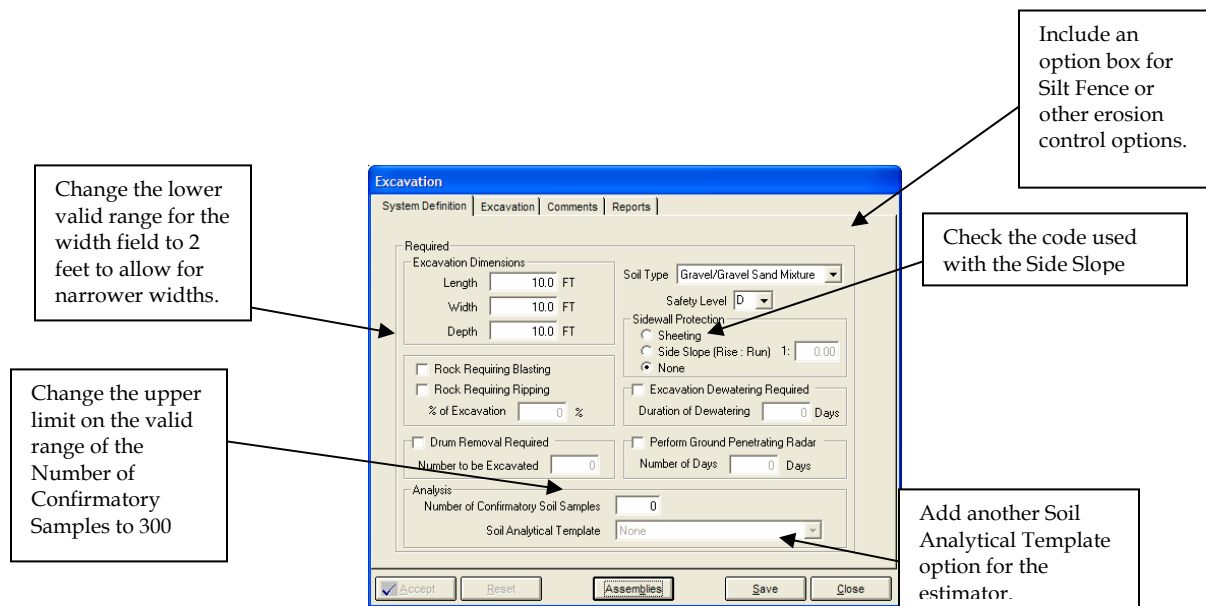 Include an
option box for
Silt Fence or
other erosion
control options.
Change the lower
valid range for the
width field to 2
feet to allow for
narrower widths.
Check the code used
with the Side Slope
Change the upper
limit on the valid
range of the
Number of
Confirmatory
Samples to 300
Add another Soil
Analytical Template
option for the
estimator.
Excavation
System Definition Excavation Comments Reports
Required
Excavation Dimensions
Length 10.0 FT
Width 10.0 FT
Depth 10.0 FT
Soil Type Gravel/Gravel Sand Mixture
Safety Level D
Sidewall Protection
Sheeting
Side Slope (Rise : Run) 1: 0.00
None
Rock Requiring Blasting
Rock Requiring Ripping
% of Excavation 0 %
Excavation Dewatering Required
Duration of Dewatering 0 Days
Drum Removal Required
Number to be Excavated 0
Perform Ground Penetrating Radar
Number of Days 0 Days
Analysis
Number of Confirmatory Soil Samples 0
Soil Analytical Template None
Accept Reset Assemblies Save Close